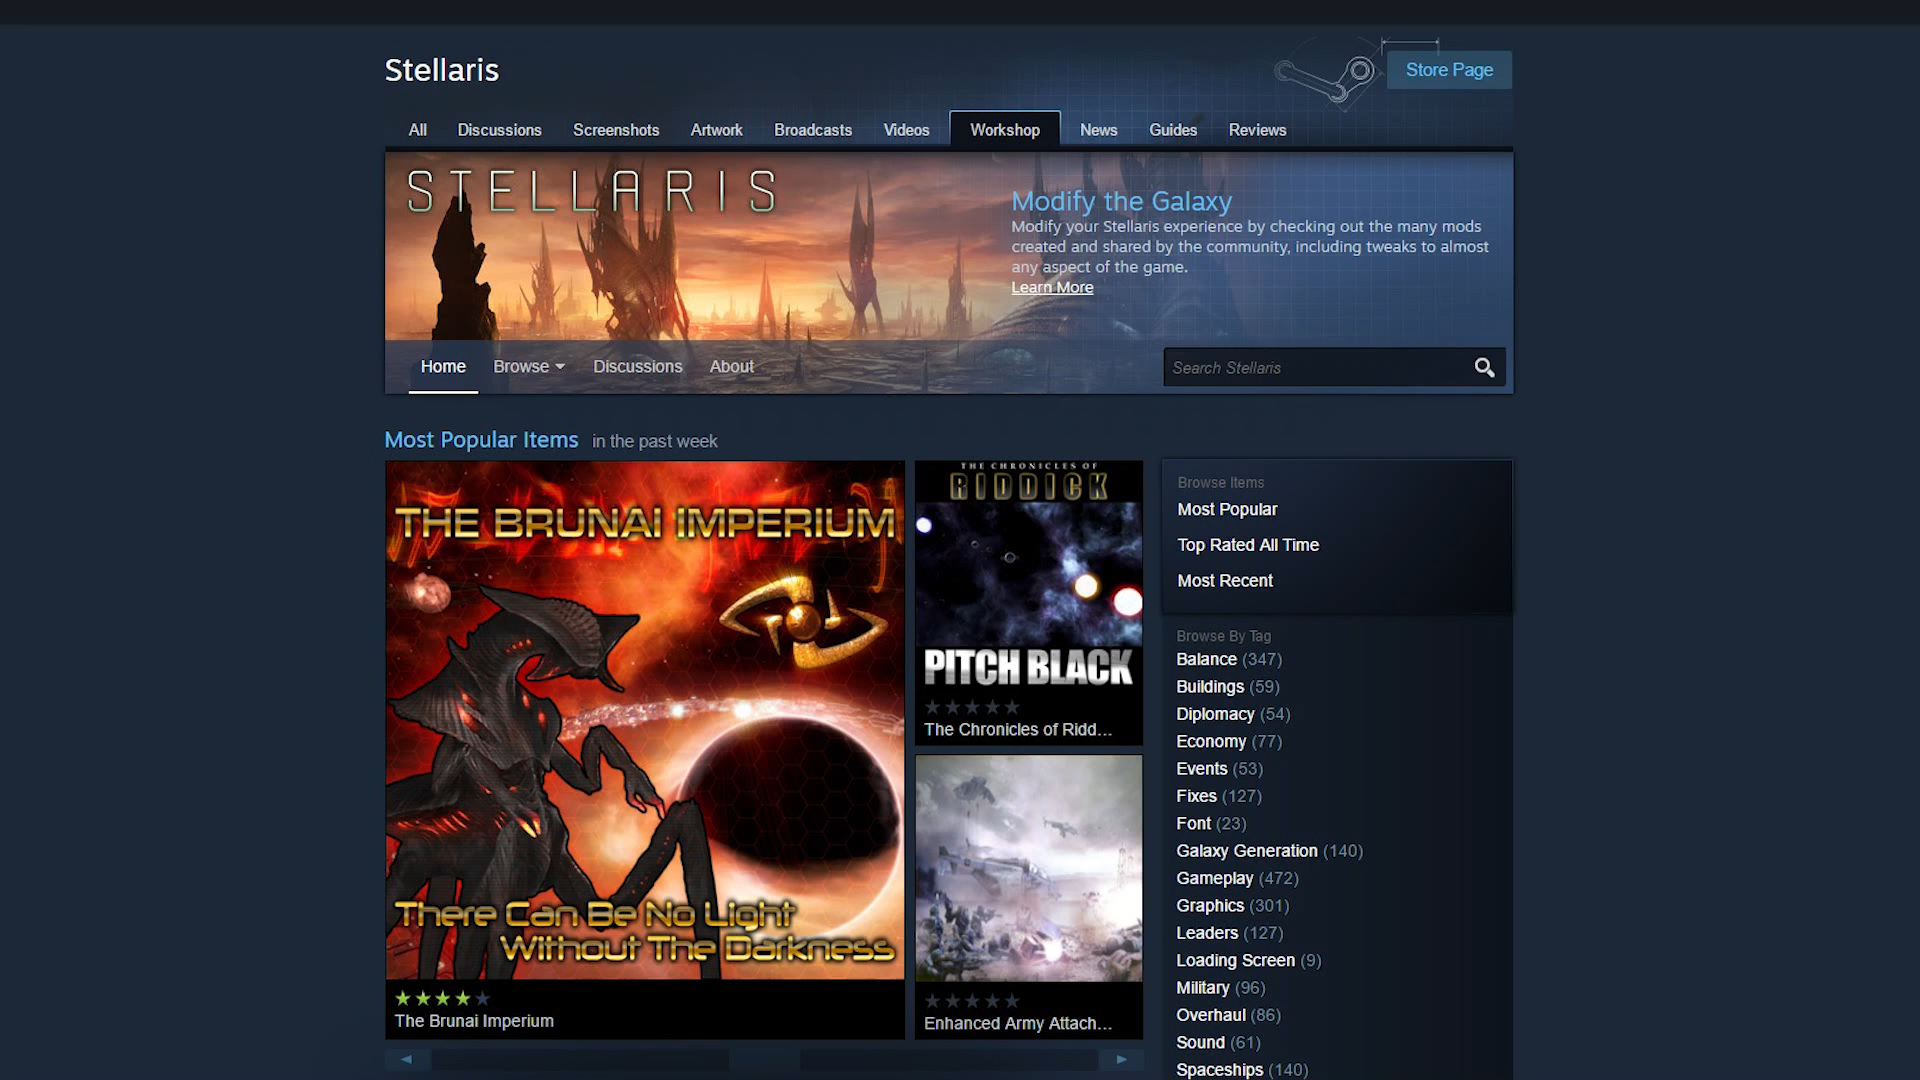 Stellaris
Store Page
All
Discussions
Screenshots
Artwork
Broadcasts
Videos
Workshop
News
Guides
Reviews
STELLARIS
Modify the Galaxy
Modify your Stellaris experience by checking out the many mods
created and shared by the community, including tweaks to almost
any aspect of the game.
Learn More
Home
Browse
Discussions
About
Search Stellaris
Most Popular Items in the past week
THE BRUNAI IMPERIUM
There Can Be No Light
Without The Darkness
The Brunai Imperium
THE CHRONICLES OF
RIDDICK
PITCH BLACK
The Chronicles of Ridd...
Enhanced Army Attach...
Browse Items
Most Popular
Top Rated All Time
Most Recent
Browse By Tag
Balance (347)
Buildings (59)
Diplomacy (54)
Economy (77)
Events (53)
Fixes (127)
Font (23)
Galaxy Generation (140)
Gameplay (472)
Graphics (301)
Leaders (127)
Loading Screen (9)
Military (96)
Overhaul (86)
Sound (61)
Spaceships (140)